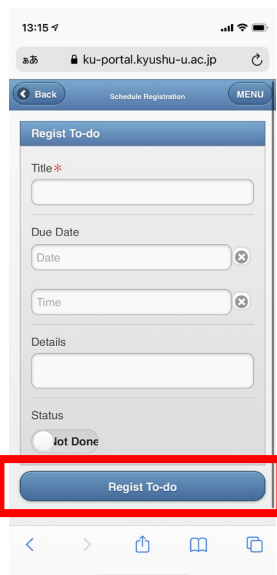 13:15
ぁあ ku-portal.kyushu-u.ac.jp
Back Schedule Registration MENU
Regist To-do
Title*
Due Date
Date
Time
Details
Status
Not Done
Regist To-do